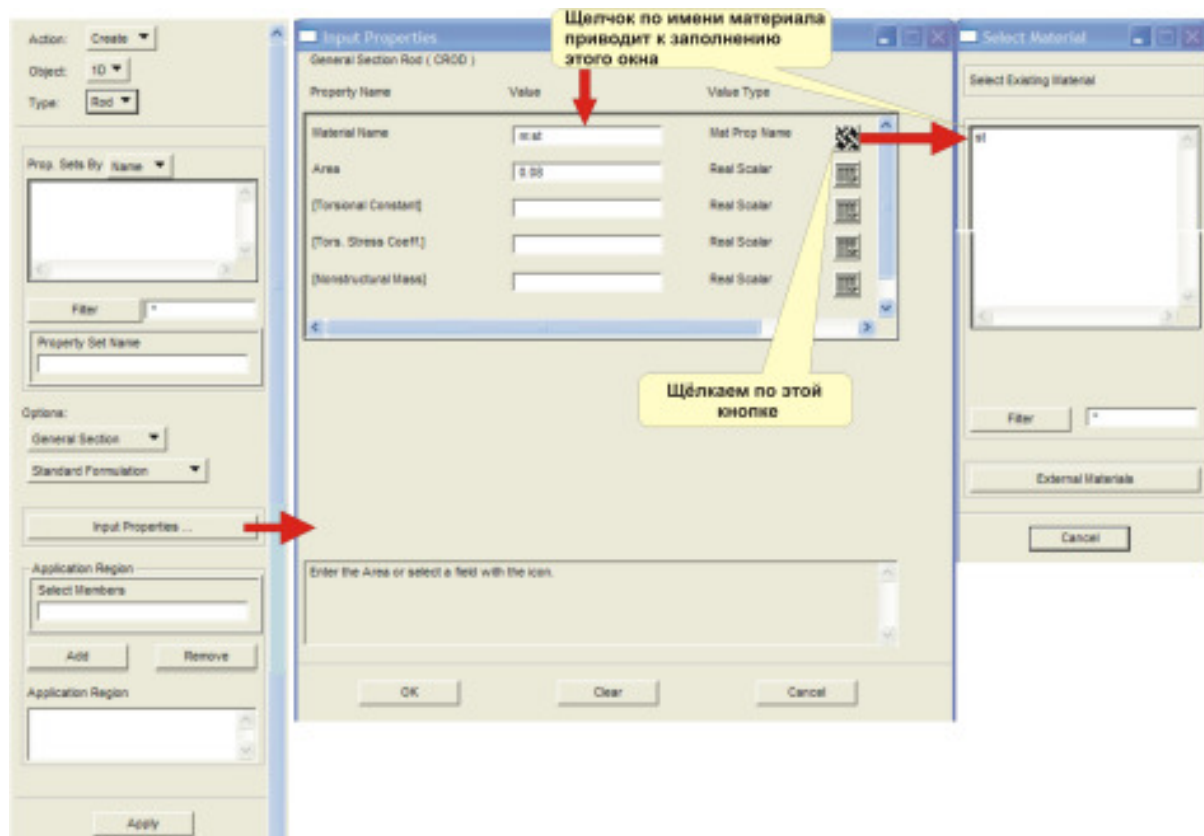 Action: Create
Object: 1D
Type: Rod
Prop. Sets By Name
Filter *
Property Set Name
Options:
General Section
Standard Formulation
Input Properties ...
Application Region
Select Members
Add Remove
Application Region
Apply
Input Properties
General Section Rod ( CROD )
Property Name Value Value Type
Material Name m:st Mat Prop Name
Area 0.08 Real Scalar
[Torsional Constant] Real Scalar
[Tors. Stress Coeff.] Real Scalar
[Nonstructural Mass] Real Scalar
Enter the Area or select a field with the icon.
OK Clear Cancel
Щелчок по имени материала
приводит к заполнению
этого окна
Щёлкаем по этой
кнопке
Select Material
Select Existing Material
st
Filter *
External Materials
Cancel